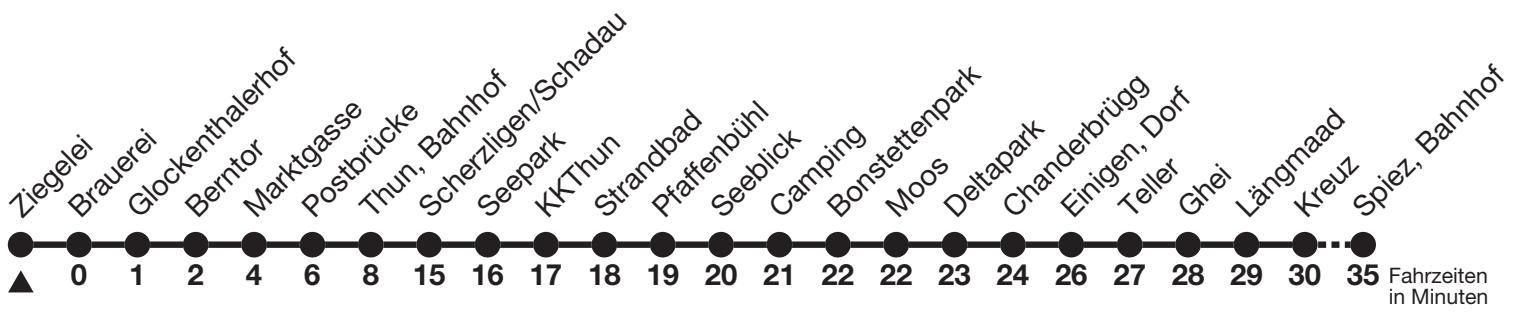 Ziegelei
Brauerei
Glockenthalerhof
Berntor
Marktgasse
Postbrücke
Thun, Bahnhof
Scherzligen/Schadau
Seepark
KKThun
Strandbad
Pfaffenbühl
Seeblick
Camping
Bonstettenpark
Moos
Deltapark
Chanderbrügg
Einigen, Dorf
Teller
Ghei
Längmaad
Kreuz
Spiez, Bahnhof
0 1 2 4 6 8 15 16 17 18 19 20 21 22 22 23 24 26 27 28 29 30 35 Fahrzeiten
in Minuten